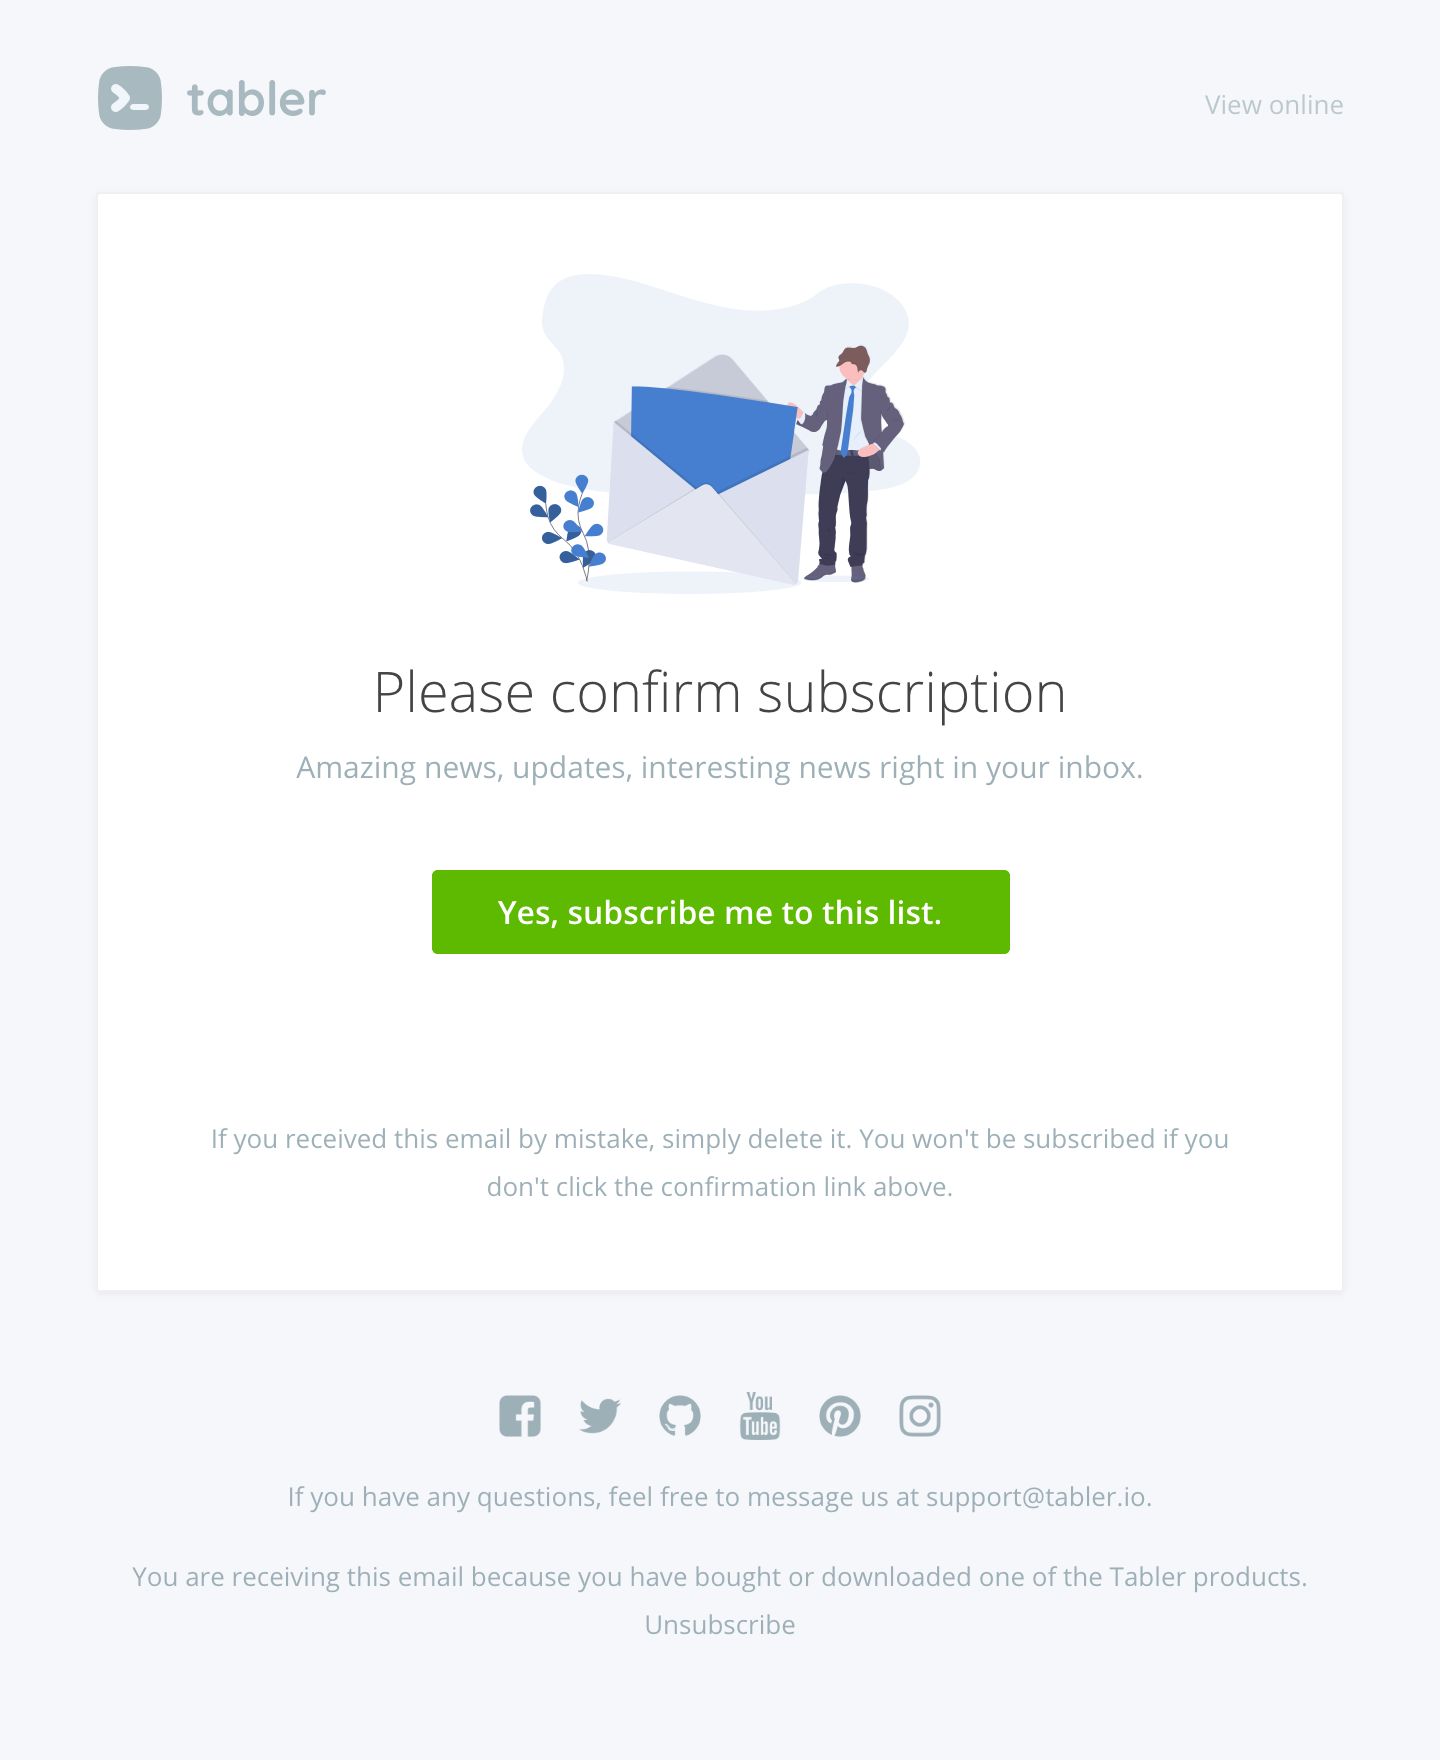 tabler
View online
Please confirm subscription
Amazing news, updates, interesting news right in your inbox.
Yes, subscribe me to this list.
If you received this email by mistake, simply delete it. You won't be subscribed if you
don't click the confirmation link above.
You
Tube
If you have any questions, feel free to message us at support@tabler.io.
You are receiving this email because you have bought or downloaded one of the Tabler products.
Unsubscribe